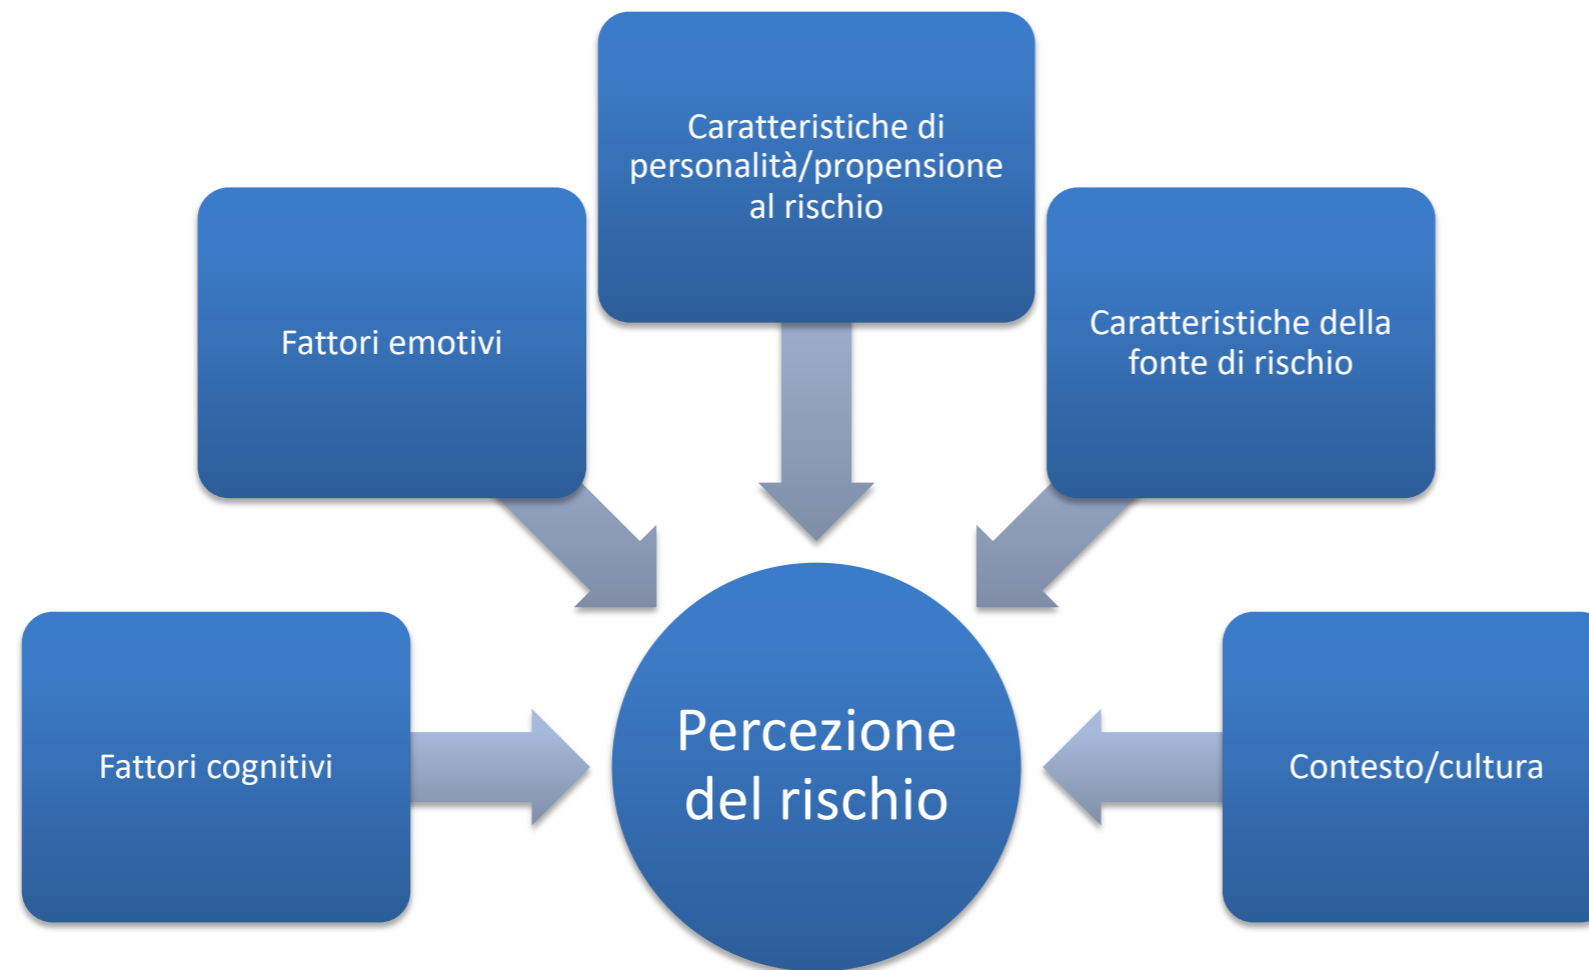 Caratteristiche di
personalità/propensione
al rischio
Fattori emotivi
Caratteristiche della
fonte di rischio
Fattori cognitivi
Percezione
del rischio
Contesto/cultura